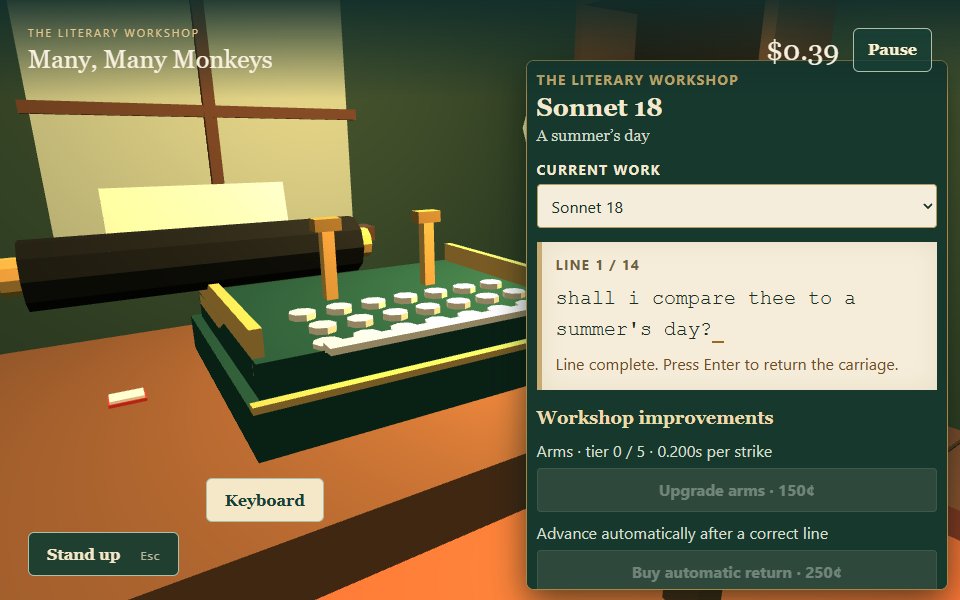 THE LITERARY WORKSHOP
Many, Many Monkeys
$0.39
Pause
THE LITERARY WORKSHOP
Sonnet 18
A summer’s day
CURRENT WORK
Sonnet 18
LINE 1 / 14
shall i compare thee to a
summer's day?_
Line complete. Press Enter to return the carriage.
Workshop improvements
Arms · tier 0 / 5 · 0.200s per strike
Upgrade arms · 150¢
Advance automatically after a correct line
Buy automatic return · 250¢
Keyboard
Stand up Esc